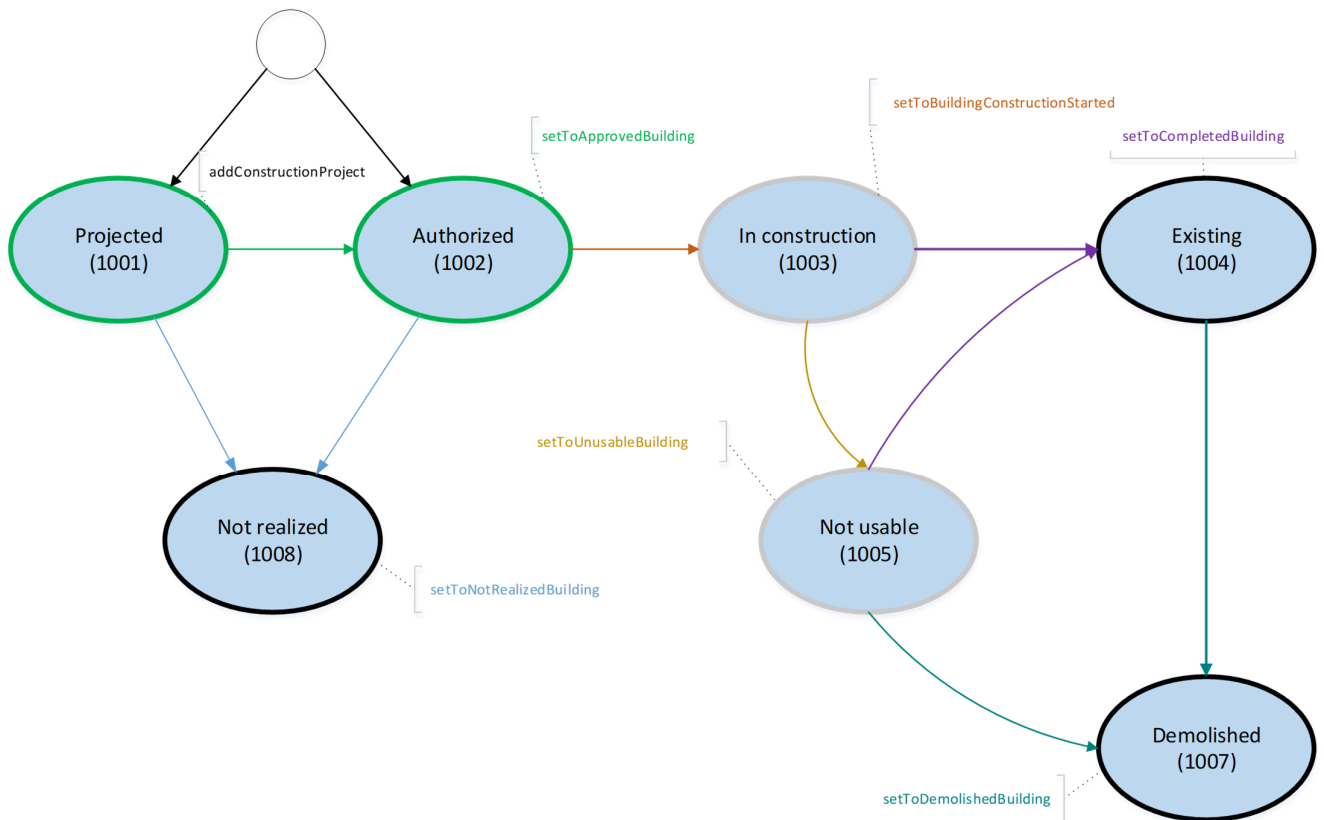 setToBuildingConstructionStarted
setToApprovedBuilding
setToCompletedBuilding
addConstructionProject
Projected
(1001)
Authorized
(1002)
In construction
(1003)
Existing
(1004)
setToUnusableBuilding
Not realized
(1008)
Not usable
(1005)
setToNotRealizedBuilding
Demolished
(1007)
setToDemolishedBuilding